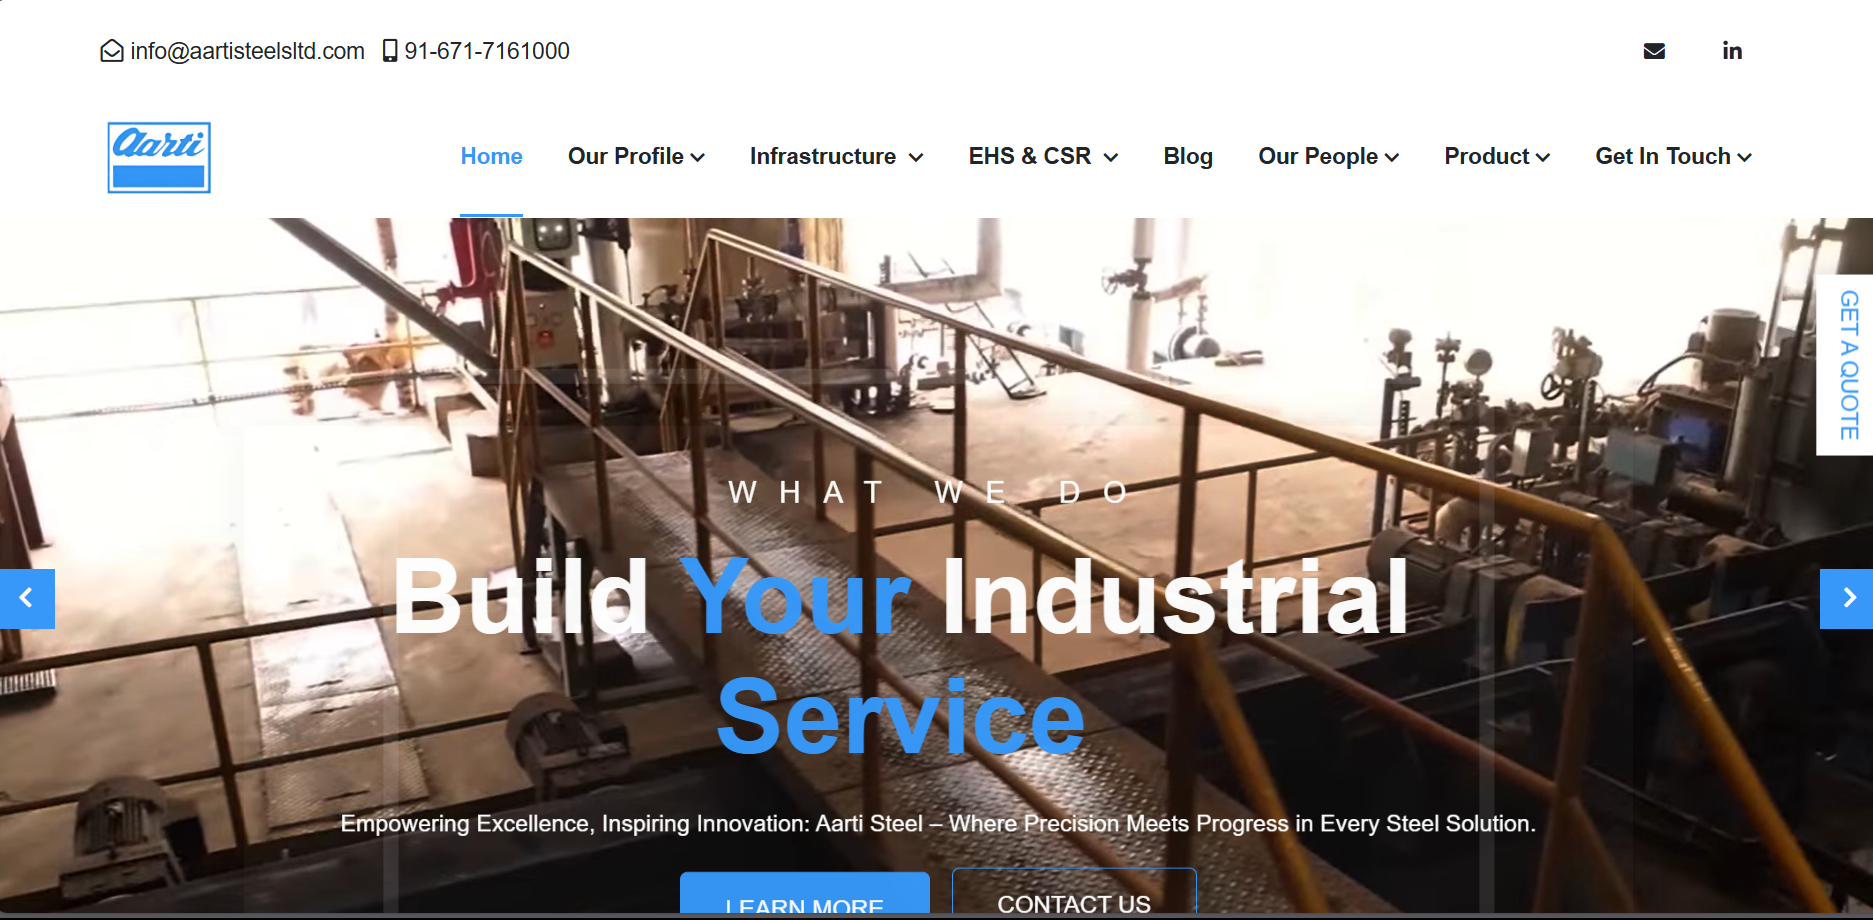 info@aartisteelsltd.com 91-671-7161000
aarti
Home Our Profile Infrastructure EHS & CSR Blog Our People Product Get In Touch
GET A QUOTE
WHAT WE DO
Build Your Industrial
Service
Empowering Excellence, Inspiring Innovation: Aarti Steel – Where Precision Meets Progress in Every Steel Solution.
LEARN MORE CONTACT US